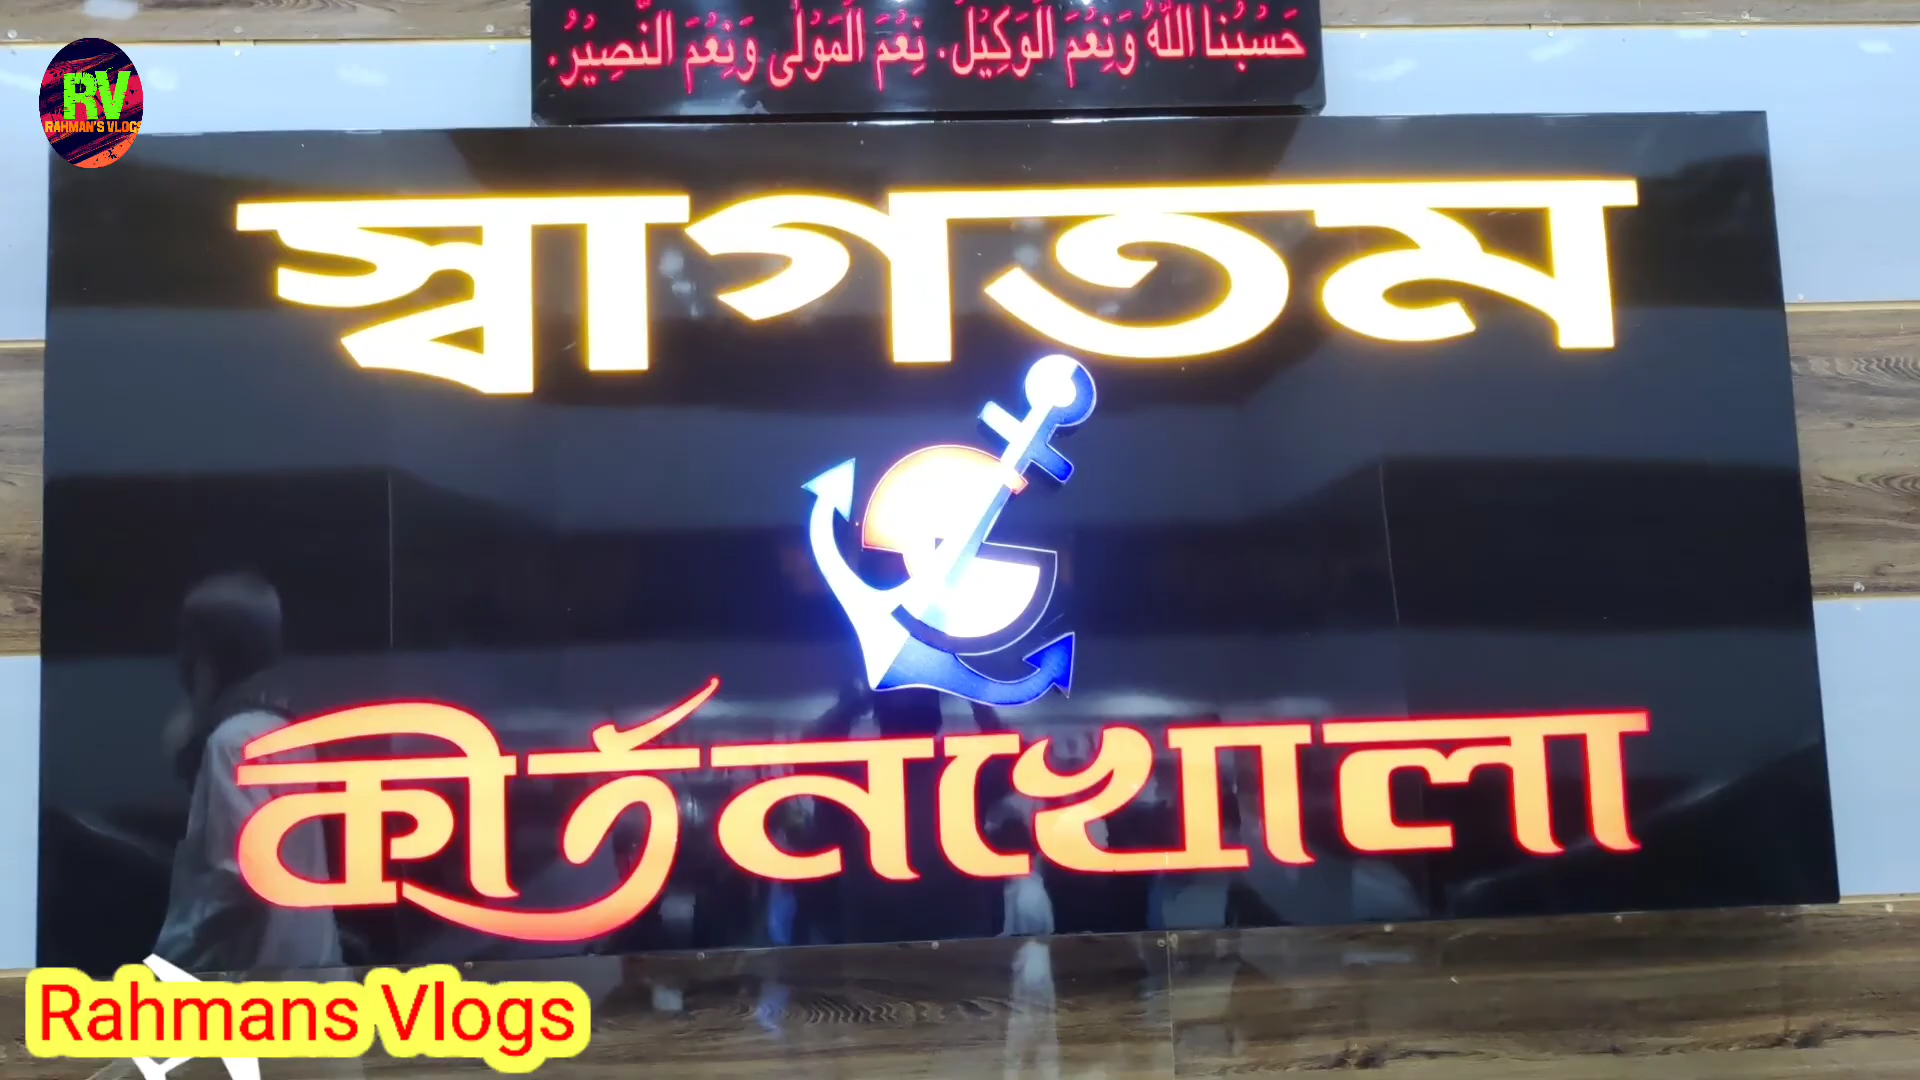 حَسْبُنَا اللّٰهُ وَنِعْمَ الْوَكِيْلُ. نِعْمَ الْمَوْلٰى وَنِعْمَ النَّصِيْرُ.
RV
RAHMAN'S VLOGS
স্বাগতম
কীর্তনখোলা
Rahmans Vlogs